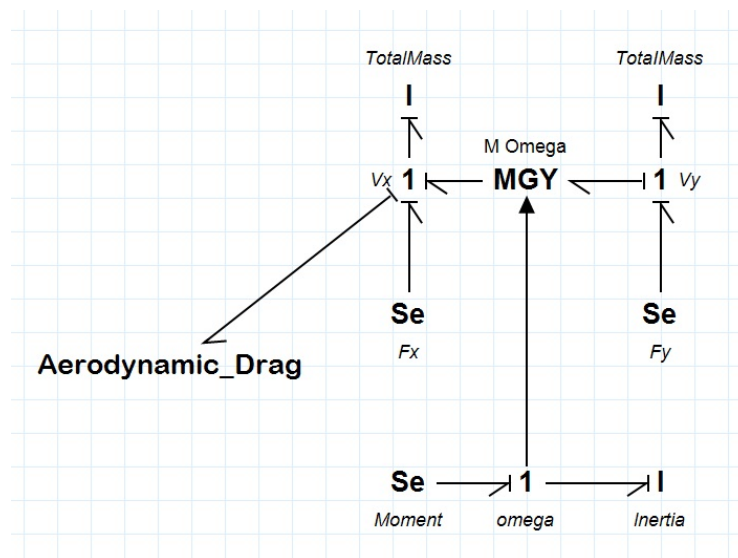 TotalMass TotalMass
I I
M Omega
Vx 1 MGY 1 Vy
Se Se
Fx Fy
Aerodynamic_Drag
Se 1 I
Moment omega Inertia